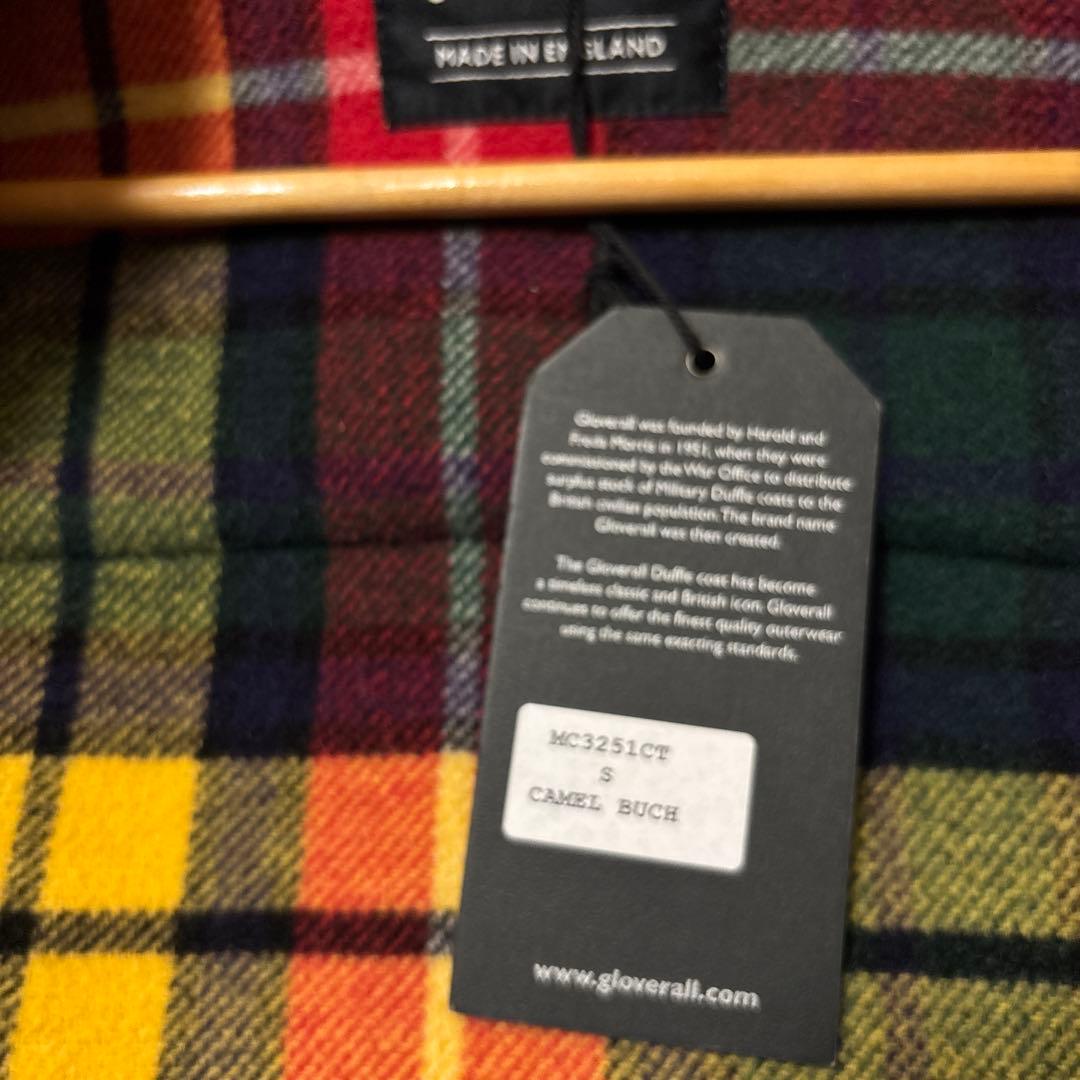 MADE IN ENGLAND
Gloverall was founded by Harold and
Freda Morris in 1951, when they were
commissioned by the War Office to distribute
surplus stock of Military Duffle coats to the
British civilian population. The brand name
Gloverall was then created.
The Gloverall Duffle coat has become
a timeless classic and British icon. Gloverall
continues to offer the finest quality outerwear
using the same exacting standards.
MC3251CT
S
CAMEL BUCH
www.gloverall.com